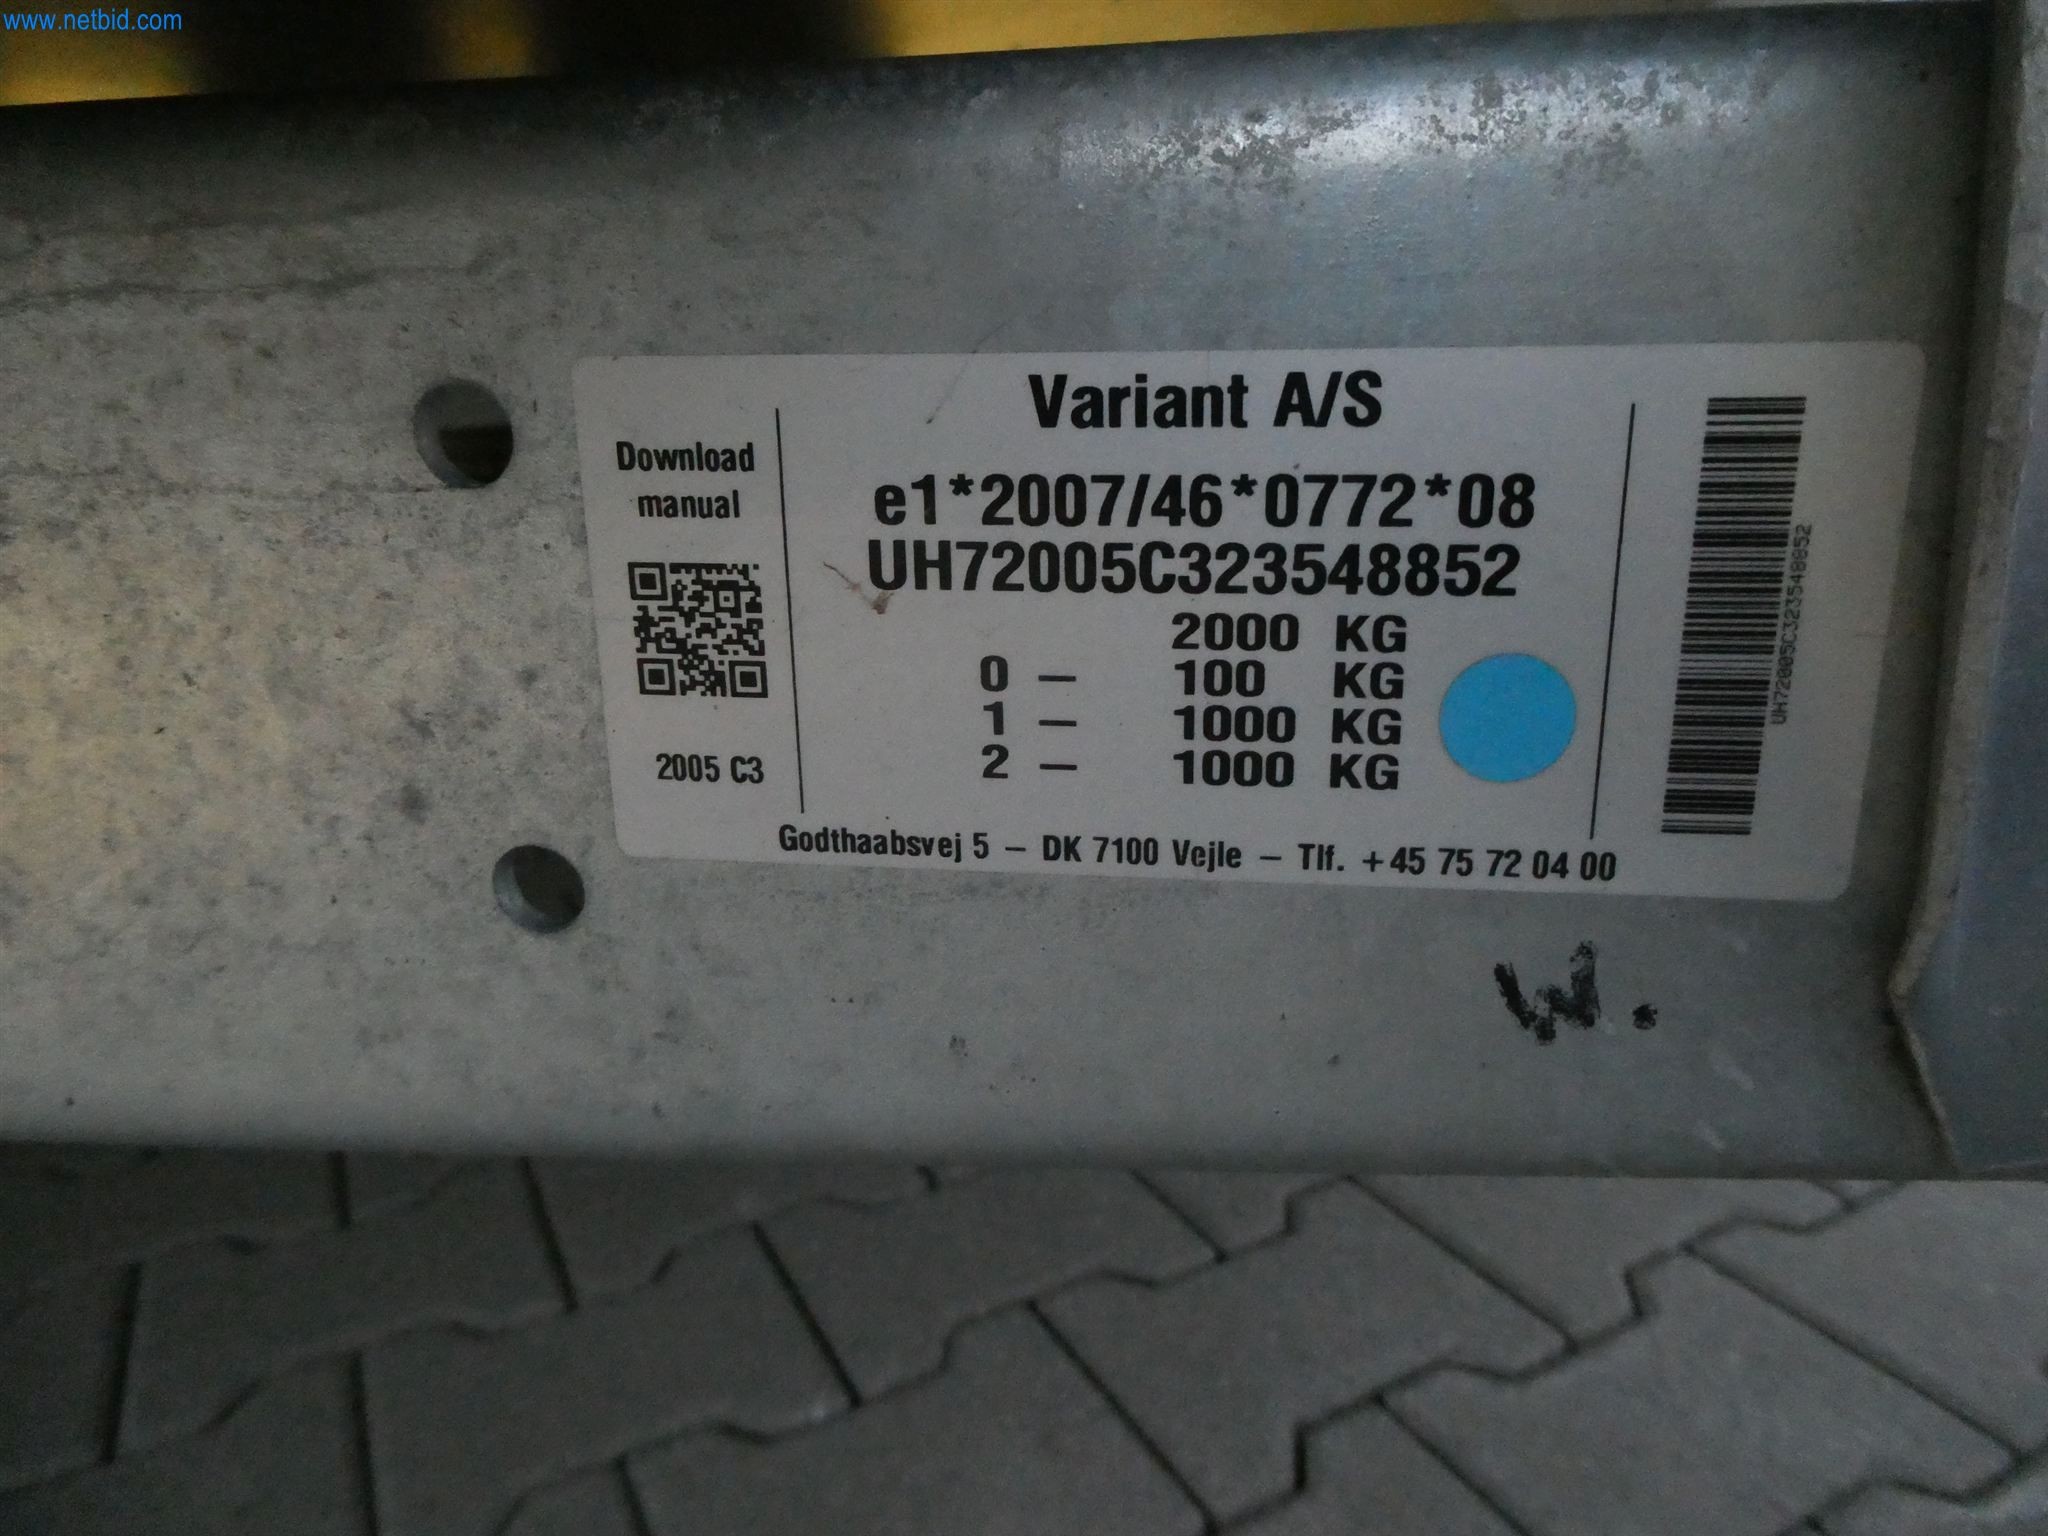 www.netbid.com
Download
manual
2005 C3
Variant A/S
e1*2007/46*0772*08
UH72005C323548852
2000 KG
0 – 100 KG
1 – 1000 KG
2 – 1000 KG
UH72005C323548852
Godthaabsvej 5 – DK 7100 Vejle – Tlf. +45 75 72 04 00
W.